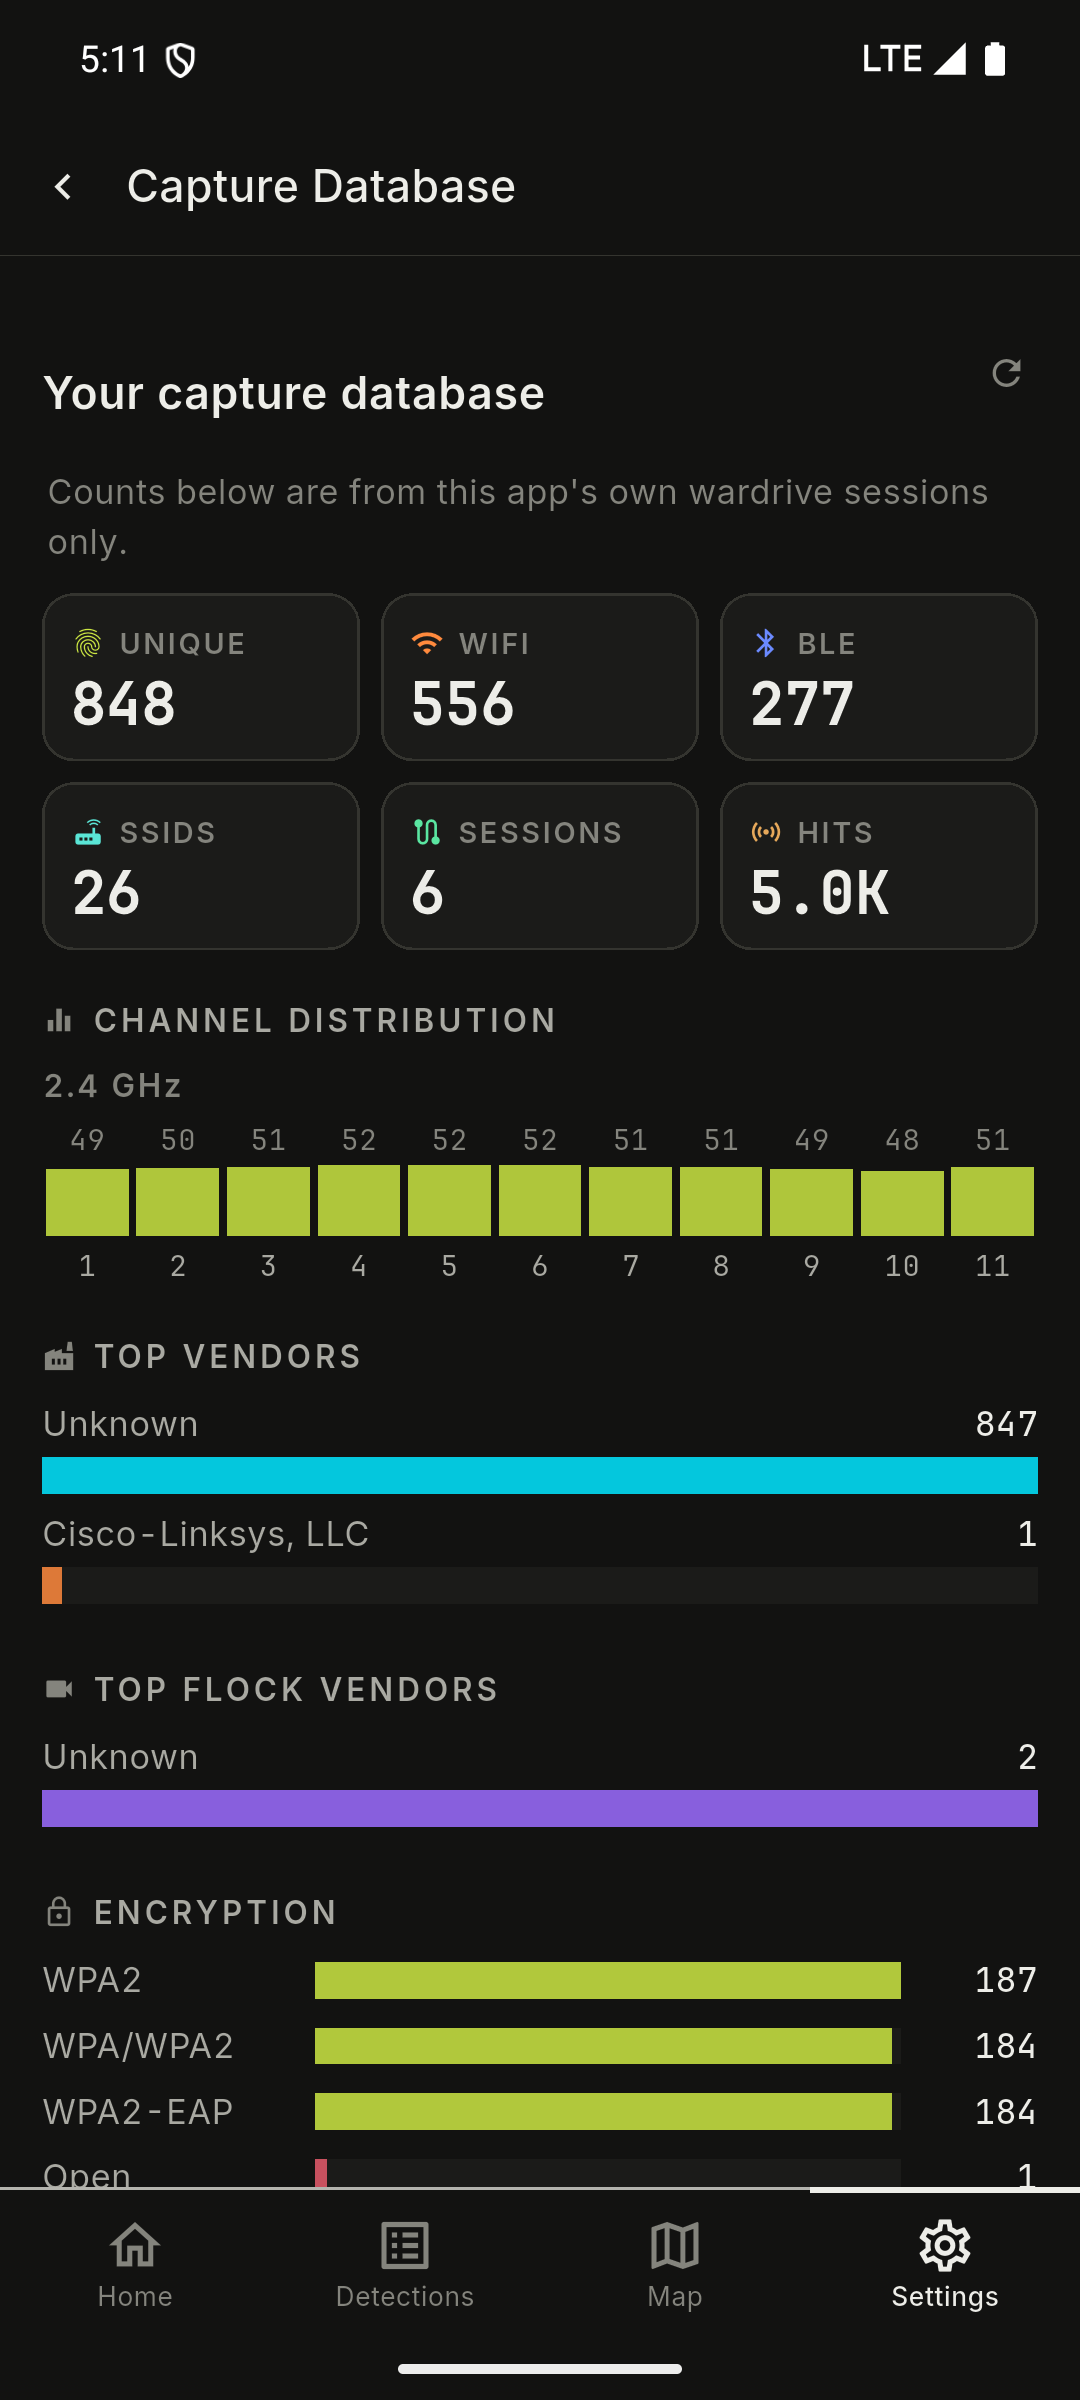 5:11
LTE
Capture Database
Your capture database
Counts below are from this app's own wardrive sessions
only.
UNIQUE
848
WIFI
556
BLE
277
SSIDS
26
SESSIONS
6
HITS
5.0K
CHANNEL DISTRIBUTION
2.4 GHz
49 50 51 52 52 52 51 51 49 48 51
1 2 3 4 5 6 7 8 9 10 11
TOP VENDORS
Unknown 847
Cisco-Linksys, LLC 1
TOP FLOCK VENDORS
Unknown 2
ENCRYPTION
WPA2 187
WPA/WPA2 184
WPA2-EAP 184
Open 1
Home Detections Map Settings